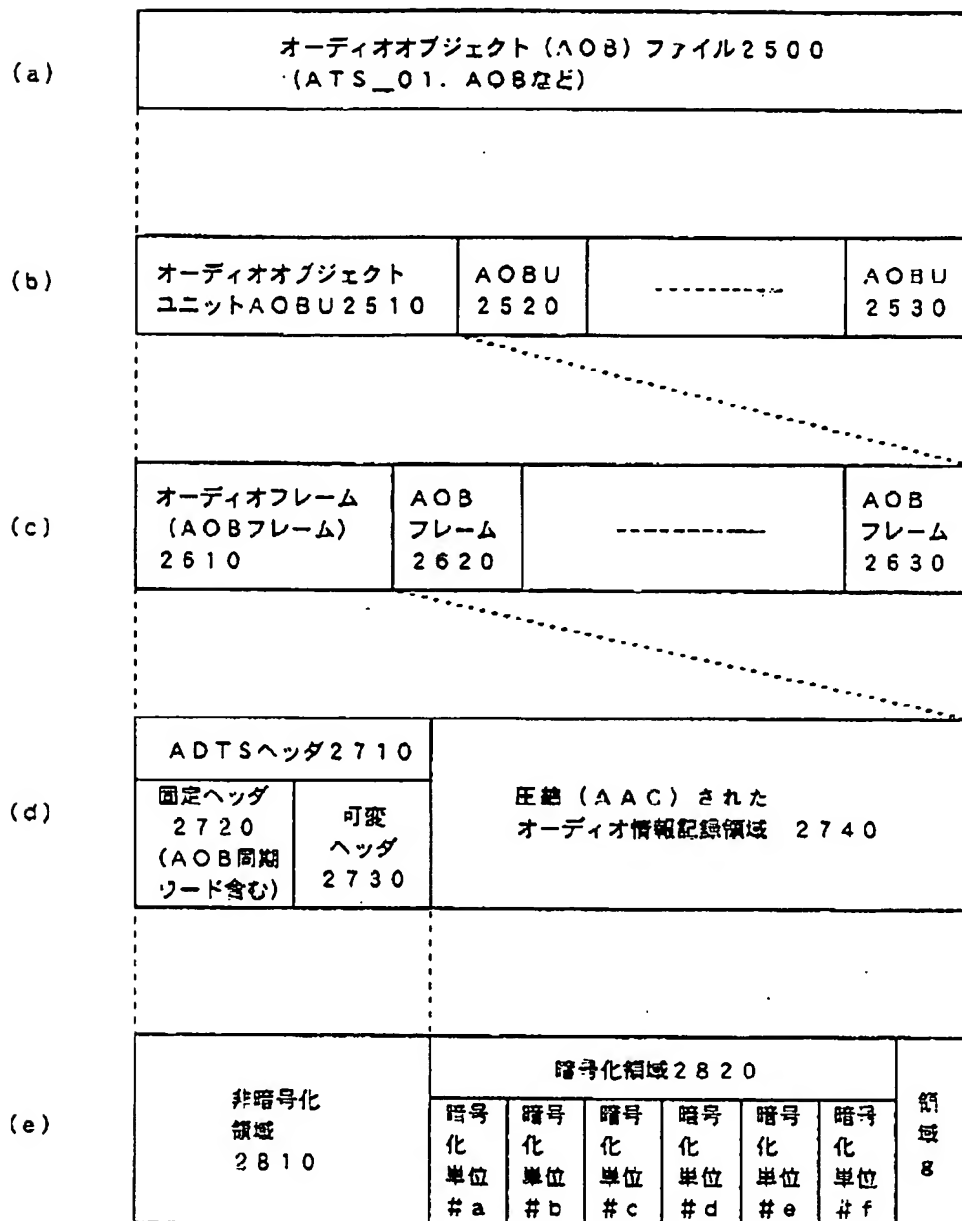 (a)
オーディオオブジェクト(AOB)ファイル2500
(ATS__01. AOBなど)
(b)
オーディオオブジェクト
ユニットAOBU2510
AOBU
2520
AOBU
2530
(c)
オーディオフレーム
(AOBフレーム)
2610
AOB
フレーム
2620
AOB
フレーム
2630
(d)
ADTSヘッダ2710
固定ヘッダ
2720
(AOB同期
ワード含む)
可変
ヘッダ
2730
圧縮(AAC)された
オーディオ情報記録領域 2740
(e)
非暗号化
領域
2810
暗号化領域2820
暗号
化
単位
#a
暗号
化
単位
#b
暗号
化
単位
#c
暗号
化
単位
#d
暗号
化
単位
#e
暗号
化
単位
#f
領
域
g